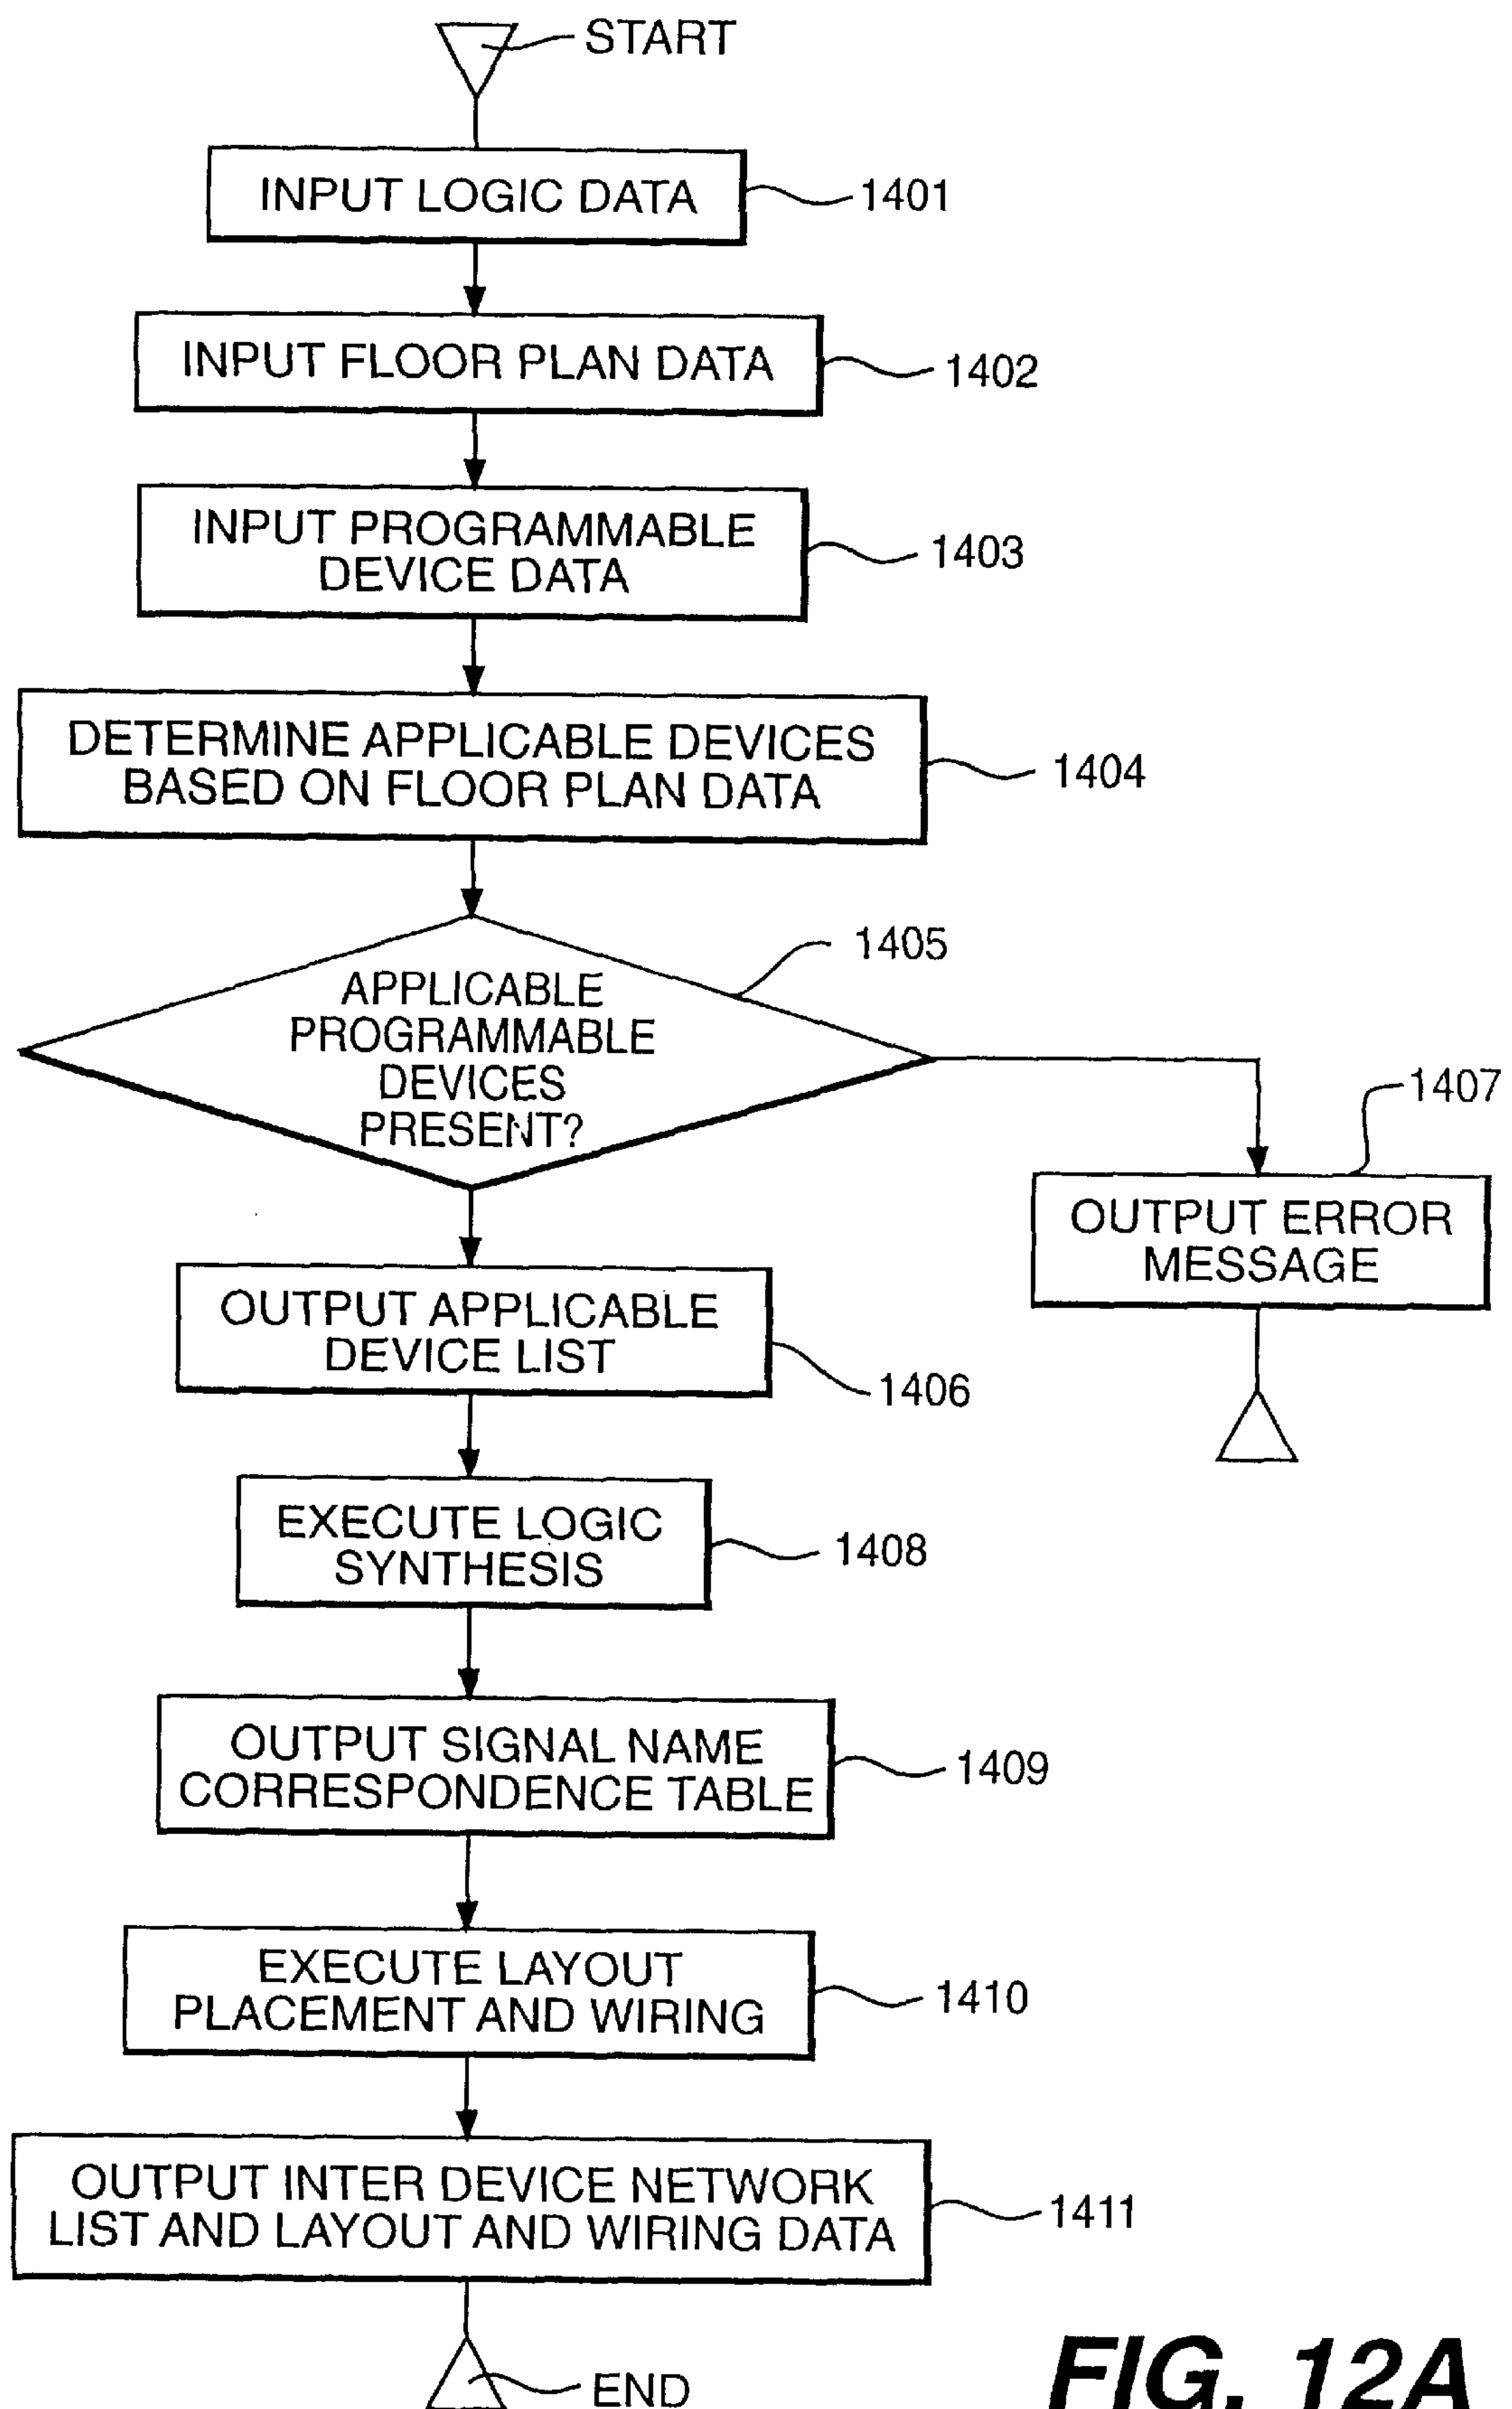 START
INPUT LOGIC DATA
1401
INPUT FLOOR PLAN DATA
1402
INPUT PROGRAMMABLE
DEVICE DATA
1403
DETERMINE APPLICABLE DEVICES
BASED ON FLOOR PLAN DATA
1404
1405
APPLICABLE
PROGRAMMABLE
DEVICES
PRESENT?
1407
OUTPUT ERROR
MESSAGE
OUTPUT APPLICABLE
DEVICE LIST
1406
EXECUTE LOGIC
SYNTHESIS
1408
OUTPUT SIGNAL NAME
CORRESPONDENCE TABLE
1409
EXECUTE LAYOUT
PLACEMENT AND WIRING
1410
OUTPUT INTER DEVICE NETWORK
LIST AND LAYOUT AND WIRING DATA
1411
END
FIG. 12A